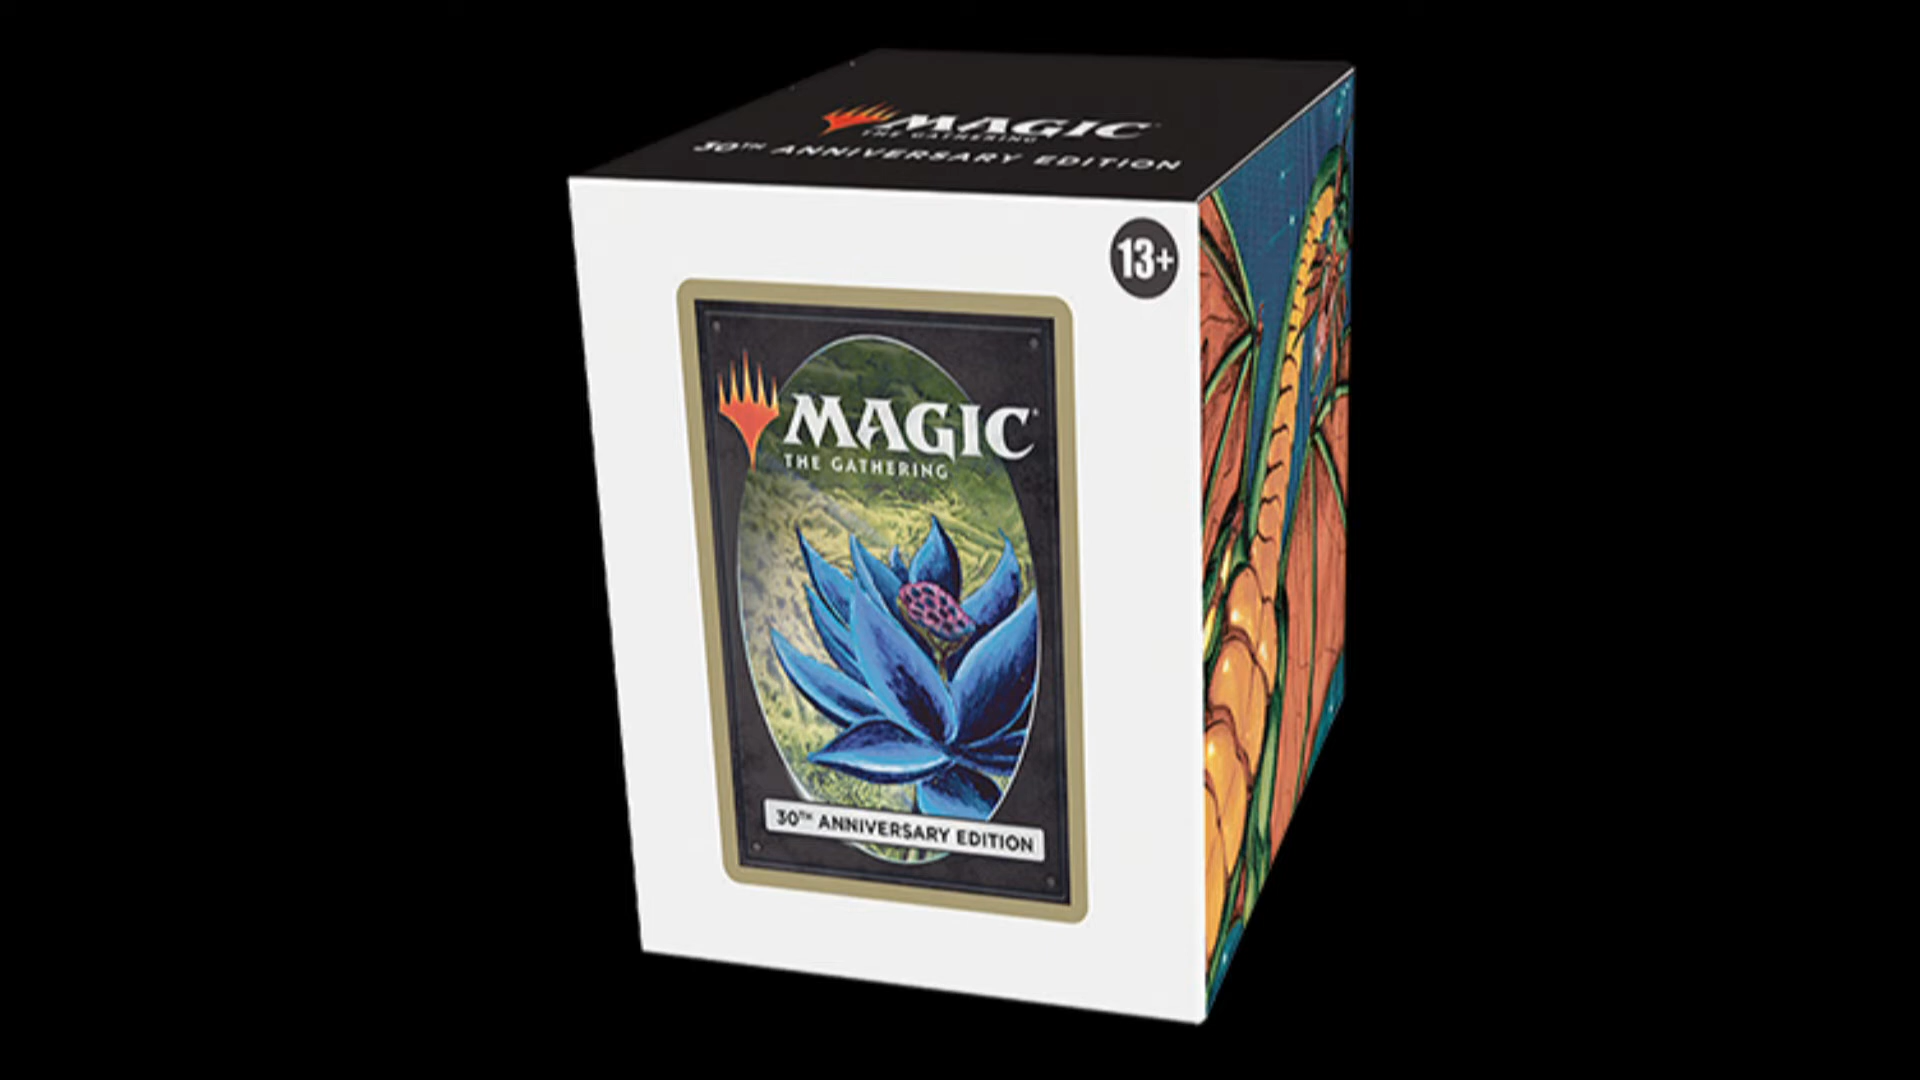 MAGIC
THE GATHERING
30TH ANNIVERSARY EDITION
13+
MAGIC
THE GATHERING
30TH ANNIVERSARY EDITION